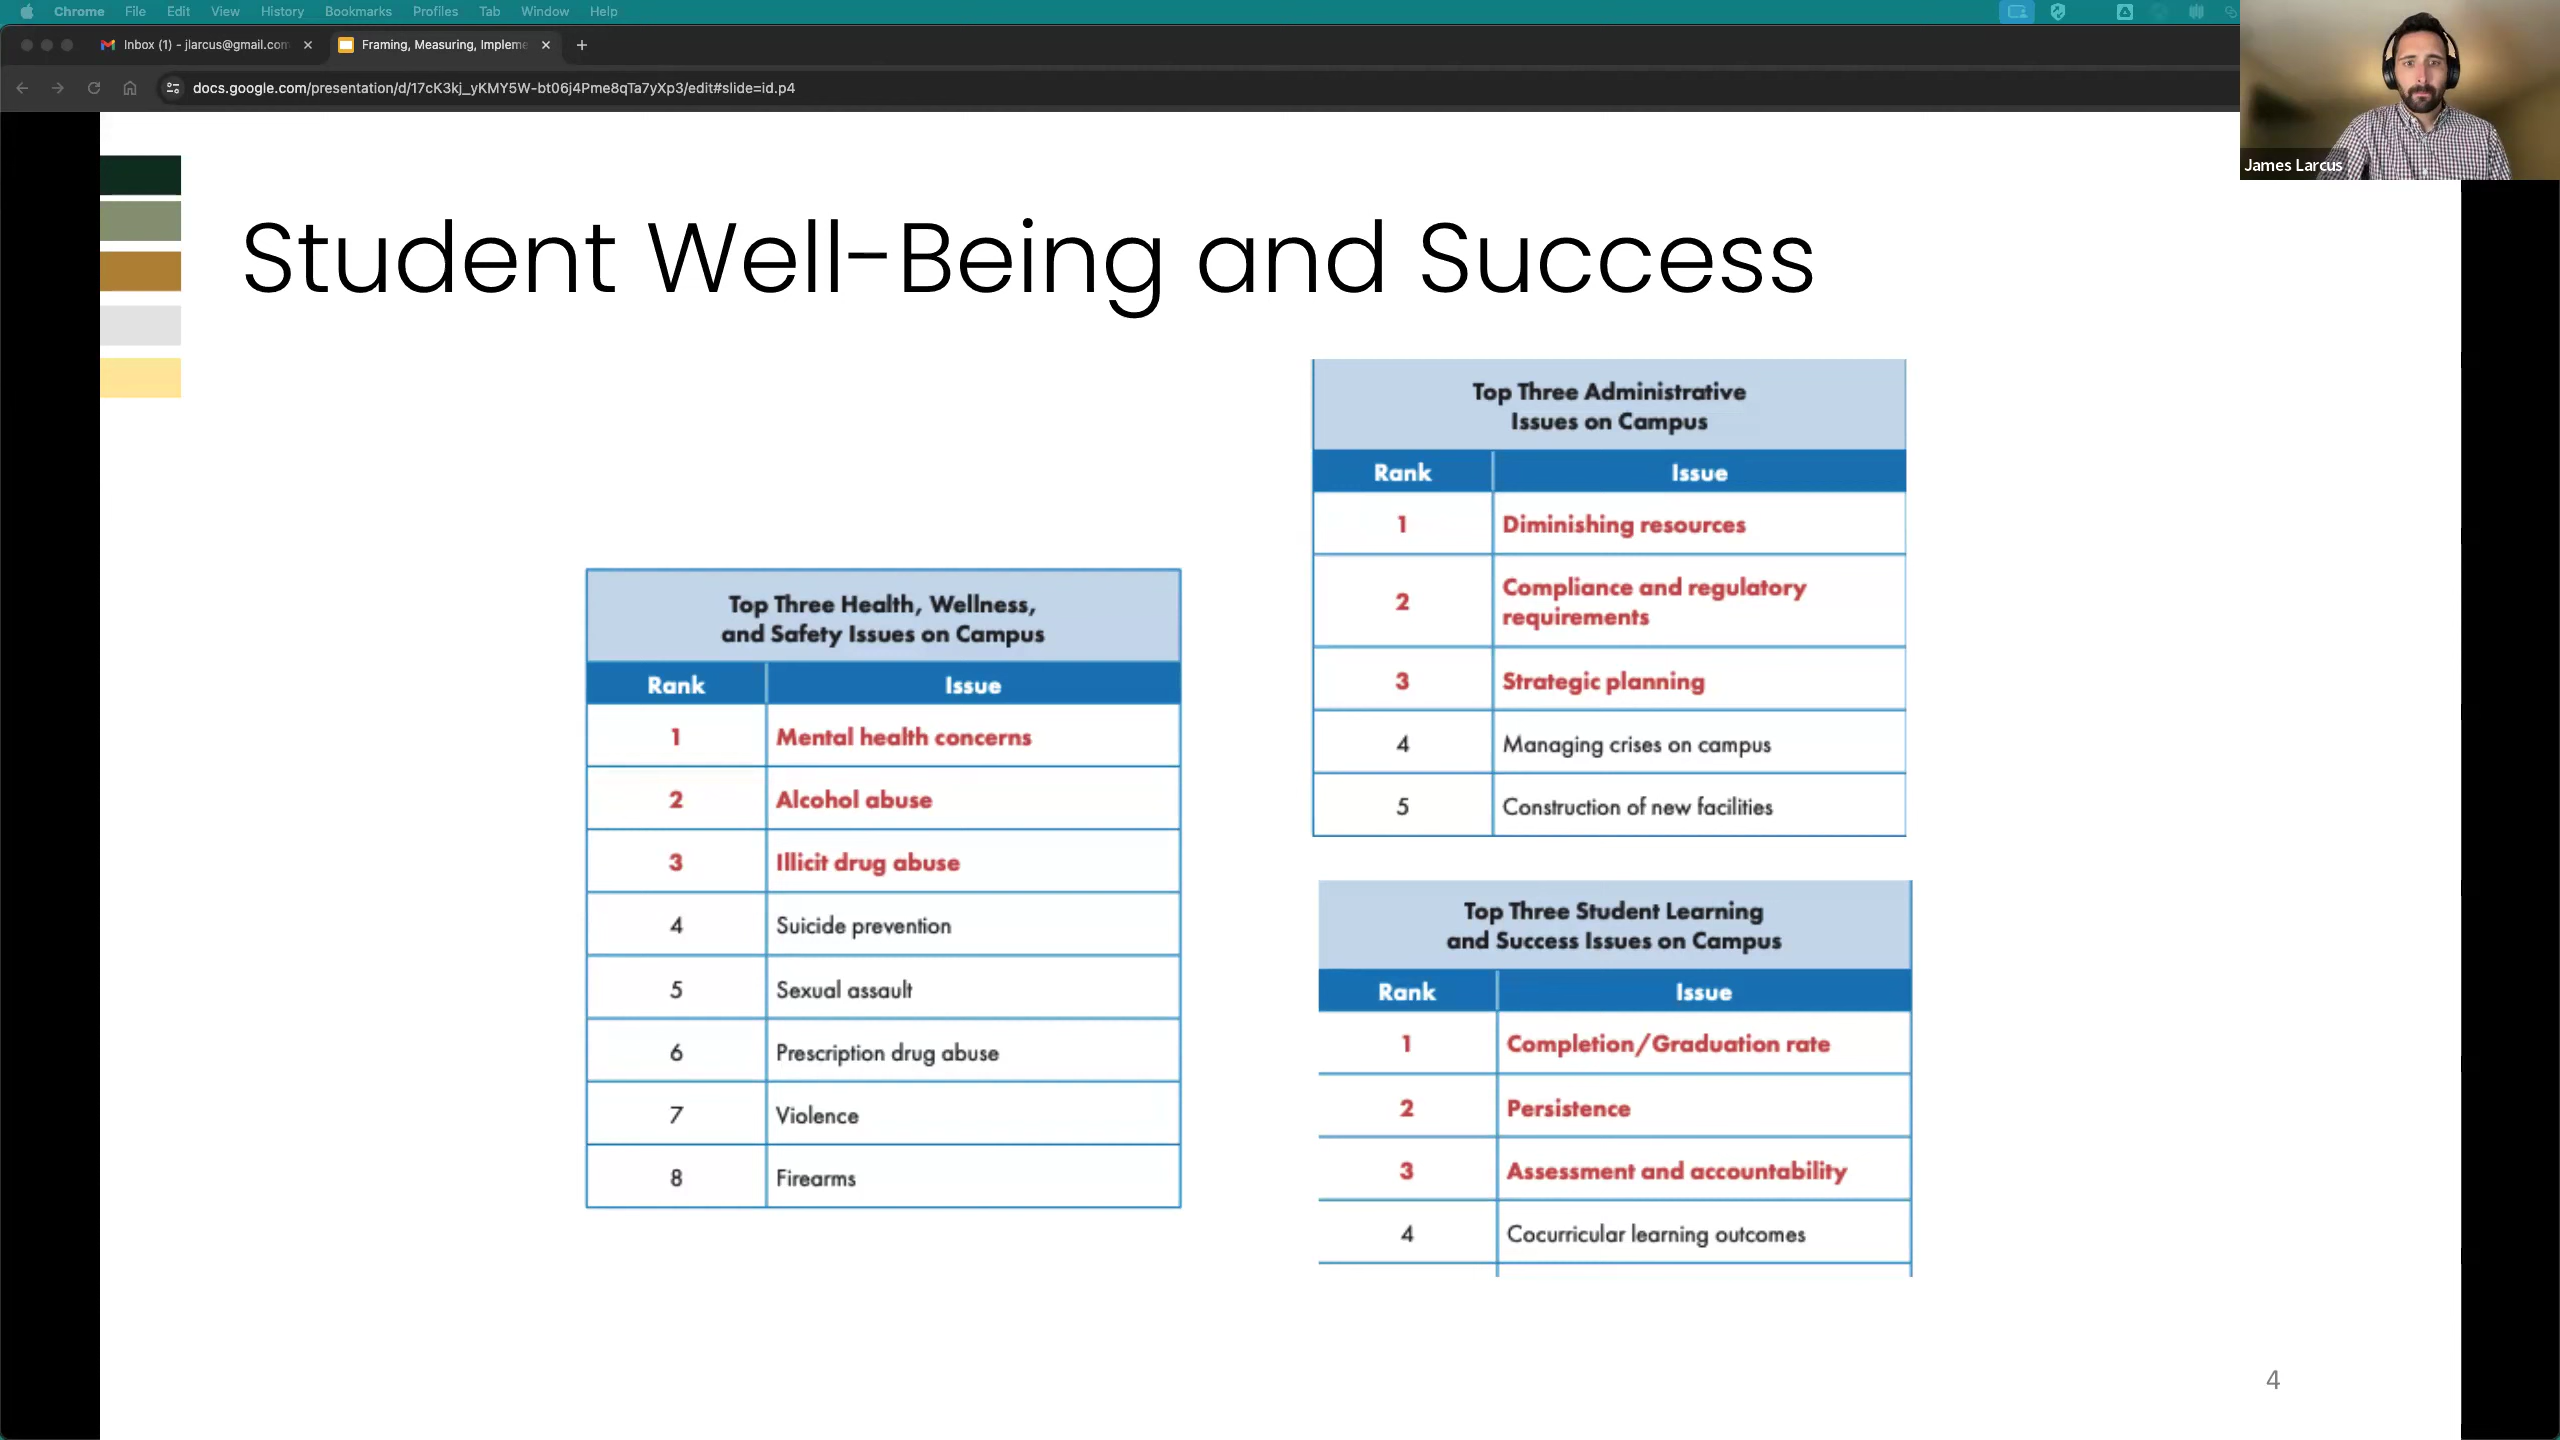 Chrome File Edit View History Bookmarks Profiles Tab Window Help
Inbox (1) - jlarcus@gmail.com
Framing, Measuring, Impleme
docs.google.com/presentation/d/17cK3kj_yKMY5W-bt06j4Pme8qTa7yXp3/edit#slide=id.p4
James Larcus
Student Well-Being and Success
Top Three Health, Wellness,
and Safety Issues on Campus
Rank Issue
1 Mental health concerns
2 Alcohol abuse
3 Illicit drug abuse
4 Suicide prevention
5 Sexual assault
6 Prescription drug abuse
7 Violence
8 Firearms
Top Three Administrative
Issues on Campus
Rank Issue
1 Diminishing resources
2 Compliance and regulatory
requirements
3 Strategic planning
4 Managing crises on campus
5 Construction of new facilities
Top Three Student Learning
and Success Issues on Campus
Rank Issue
1 Completion/Graduation rate
2 Persistence
3 Assessment and accountability
4 Cocurricular learning outcomes
4